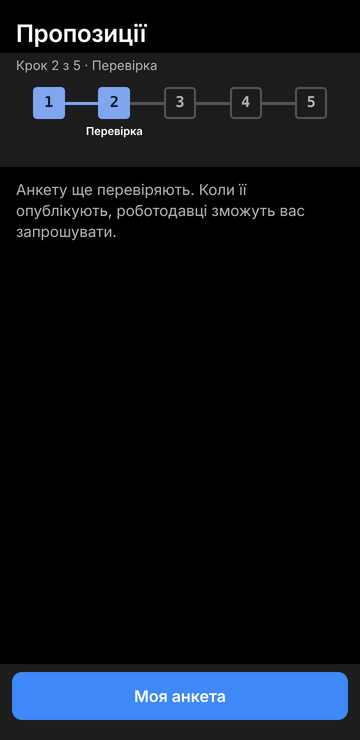 Пропозиції
Крок 2 з 5 · Перевірка
1 2 3 4 5
Перевірка
Анкету ще перевіряють. Коли її
опублікують, роботодавці зможуть вас
запрошувати.
Моя анкета